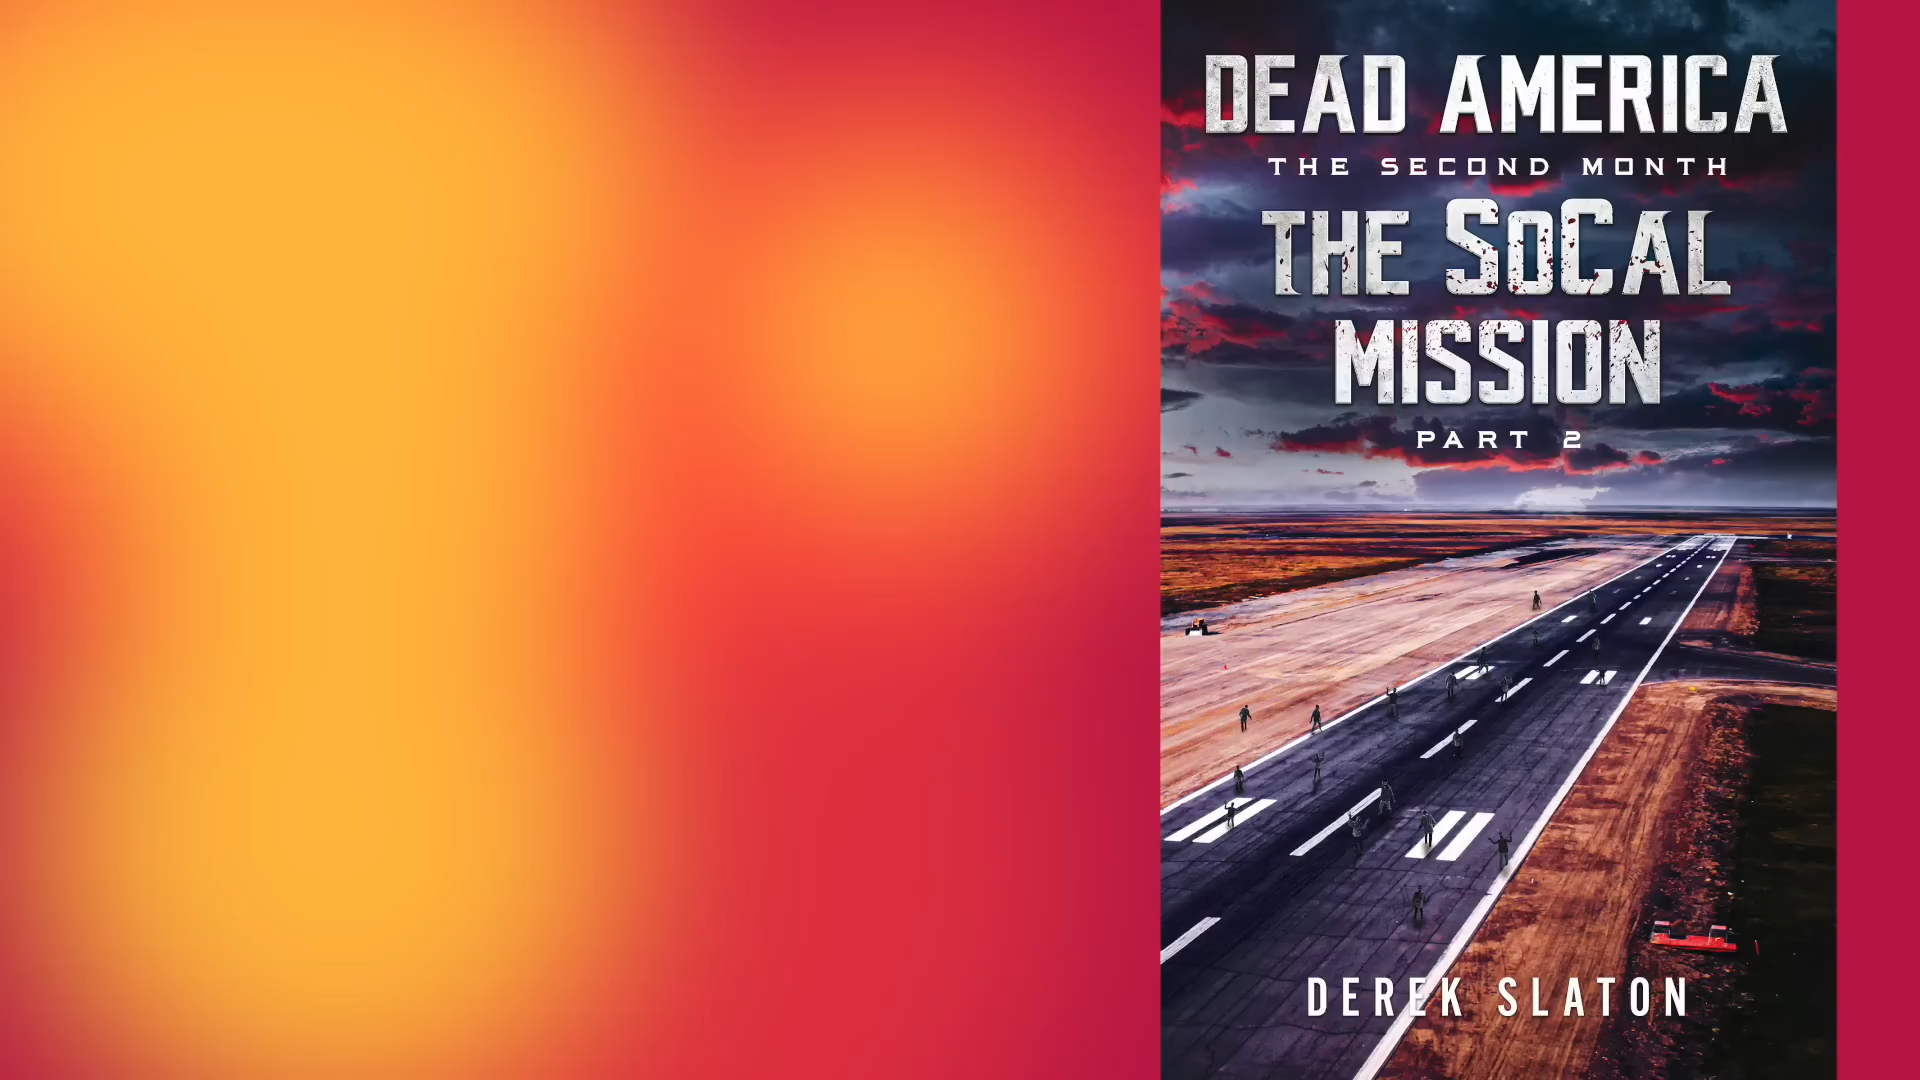 DEAD AMERICA
THE SECOND MONTH
THE SoCAL
MISSION
PART 2
DEREK SLATON